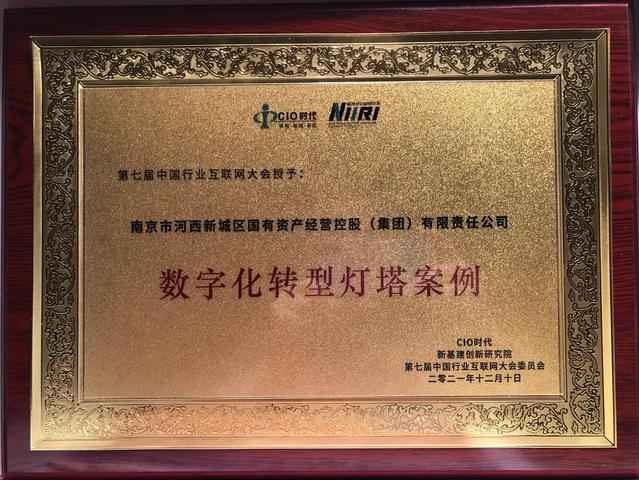 CIO时代
NIIRI
第七届中国行业互联网大会授予：
南京市河西新城区国有资产经营控股（集团）有限责任公司
数字化转型灯塔案例
CIO时代
新基建创新研究院
第七届中国行业互联网大会委员会
二零二一年十二月十日